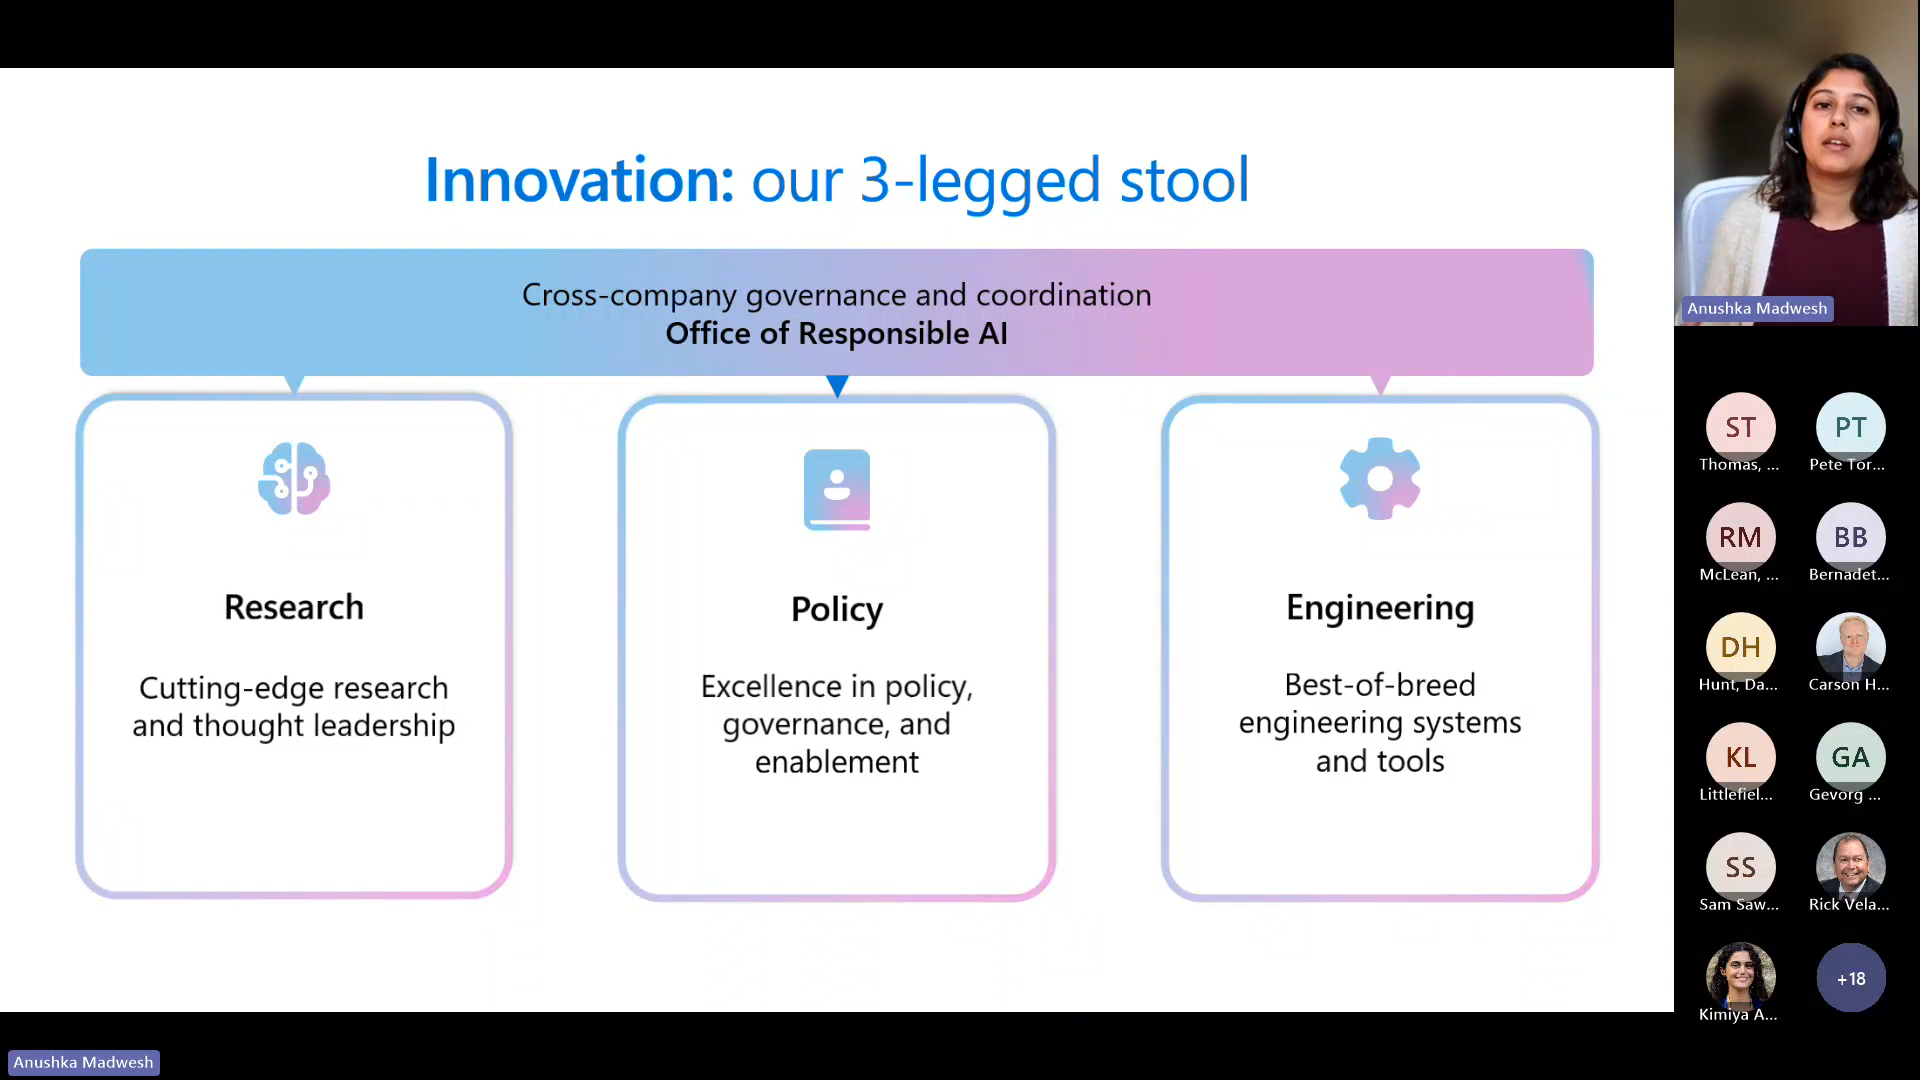 Innovation: our 3-legged stool
Cross-company governance and coordination
Office of Responsible AI
Research
Cutting-edge research
and thought leadership
Policy
Excellence in policy,
governance, and
enablement
Engineering
Best-of-breed
engineering systems
and tools
Anushka Madwesh
ST
Thomas, ...
PT
Pete Tor...
RM
McLean, ...
BB
Bernadet...
DH
Hunt, Da...
Carson H...
KL
Littlefiel...
GA
Gevorg ...
SS
Sam Saw...
Rick Vela...
Kimiya A...
+18
Anushka Madwesh